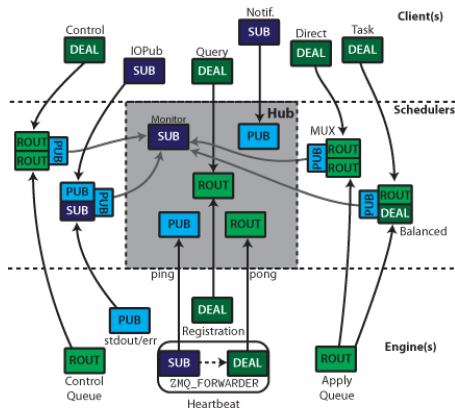 Notif.
Client(s)
Control
SUB
Direct
Task
DEAL
IOPub
Query
DEAL
DEAL
SUB
DEAL
Schedulers
Hub
Monitor
SUB
PUB
MUX
ROUT
ROUT
PUB
PUB
ROUT
ROUT
ROUT
PUB
SUB
PUB
PUB
ROUT
DEAL
Balanced
PUB
ROUT
ping
pong
PUB
stdout/err
DEAL
Registration
Engine(s)
ROUT
Control
Queue
SUB
DEAL
ZMQ_FORWARDER
Heartbeat
ROUT
Apply
Queue